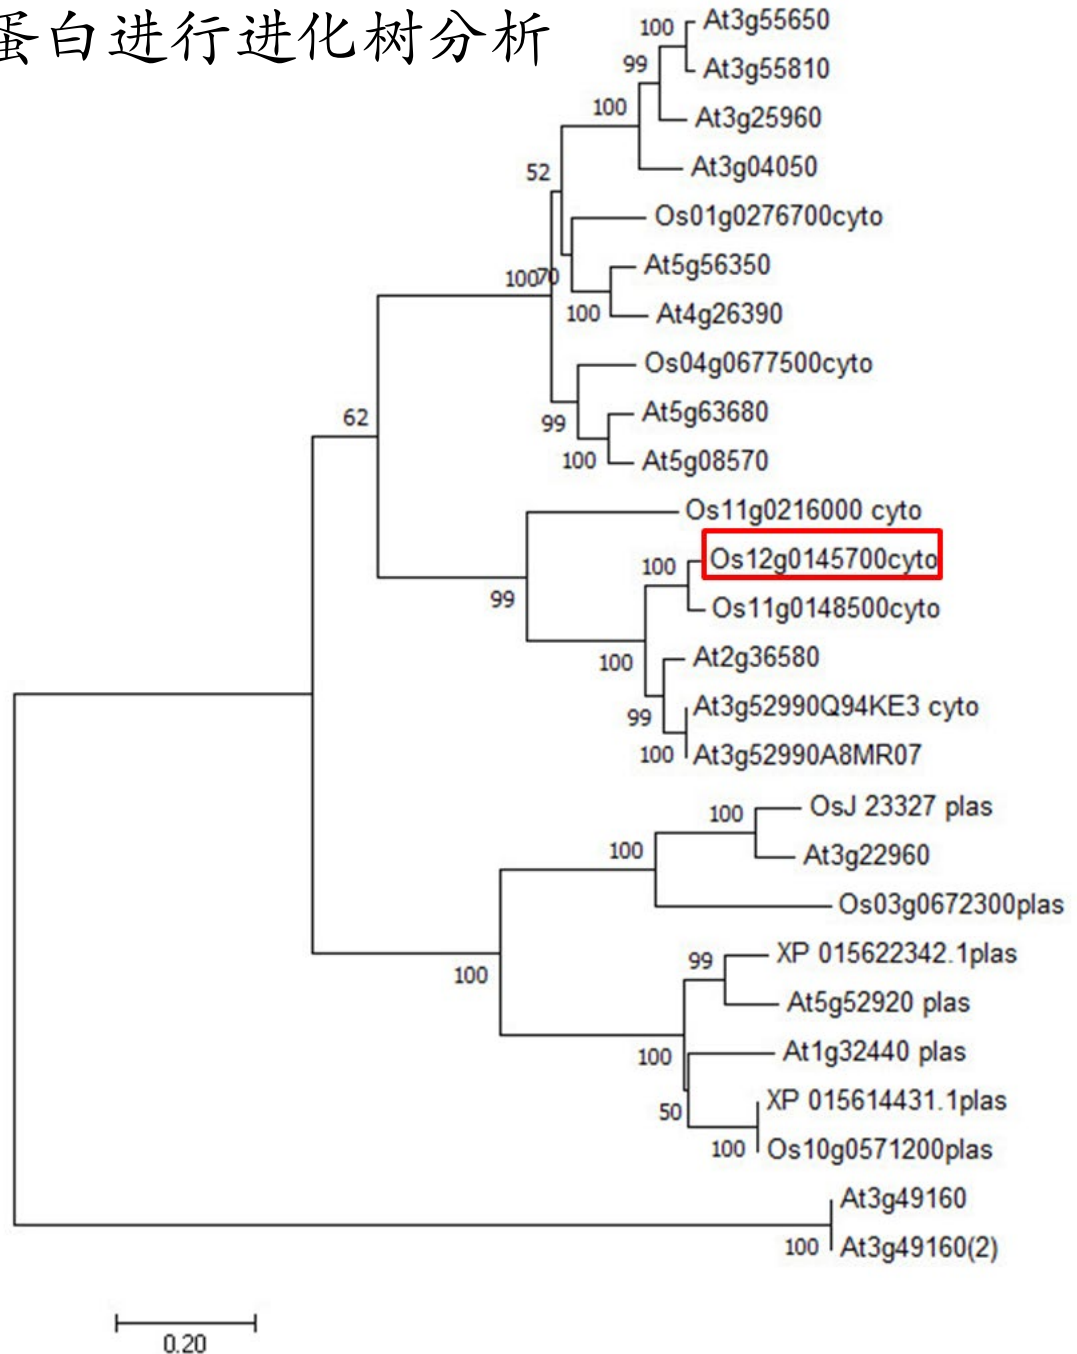 蛋白进行进化树分析
100
At3g55650
At3g55810
99
At3g25960
100
At3g04050
52
Os01g0276700cyto
At5g56350
100
70
At4g26390
100
Os04g0677500cyto
At5g63680
99
At5g08570
100
62
Os11g0216000 cyto
Os12g0145700cyto
100
Os11g0148500cyto
99
At2g36580
100
At3g52990Q94KE3 cyto
99
At3g52990A8MR07
100
OsJ 23327 plas
100
At3g22960
100
Os03g0672300plas
XP 015622342.1plas
99
At5g52920 plas
100
At1g32440 plas
100
XP 015614431.1plas
50
Os10g0571200plas
100
At3g49160
At3g49160(2)
100
0.20